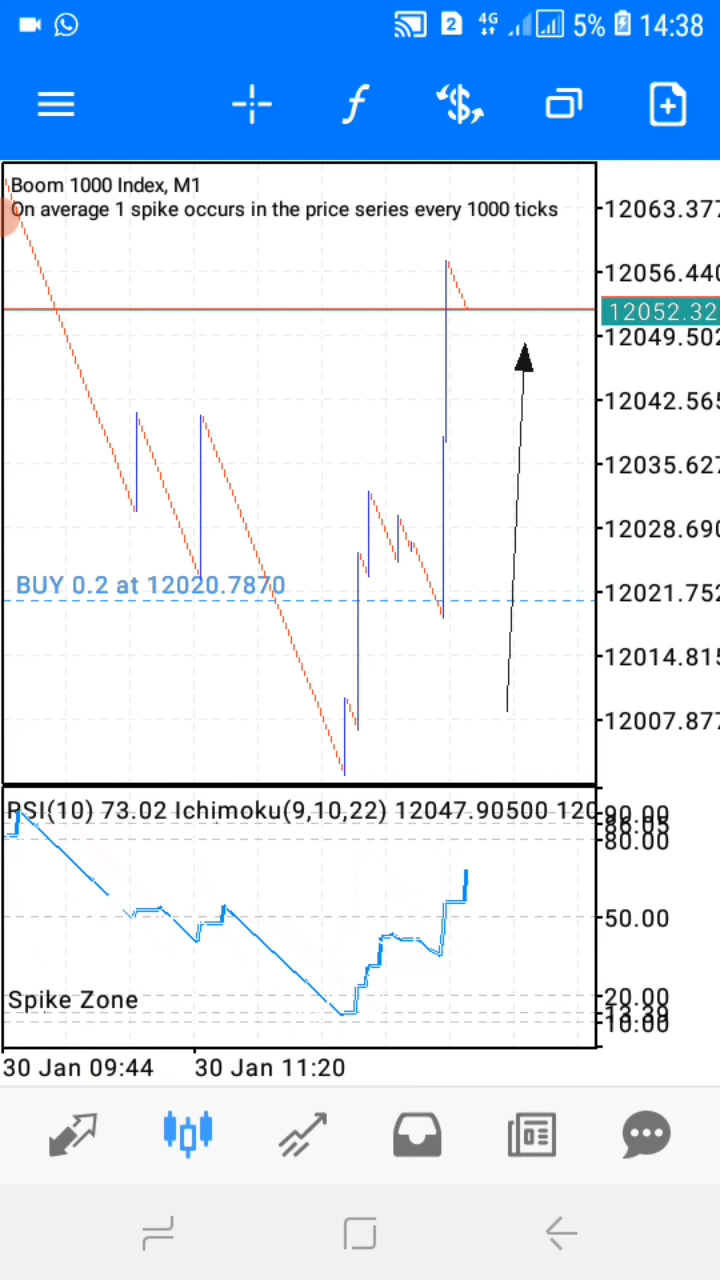 2 4G 5% 14:38
Boom 1000 Index, M1
On average 1 spike occurs in the price series every 1000 ticks
12063.377
12056.440
12052.32
12049.502
12042.565
12035.627
12028.690
BUY 0.2 at 12020.7870
12021.752
12014.815
12007.877
RSI(10) 73.02 Ichimoku(9,10,22) 12047.90500 120
90.00
80.00
50.00
Spike Zone
20.00
10.00
30 Jan 09:44 30 Jan 11:20